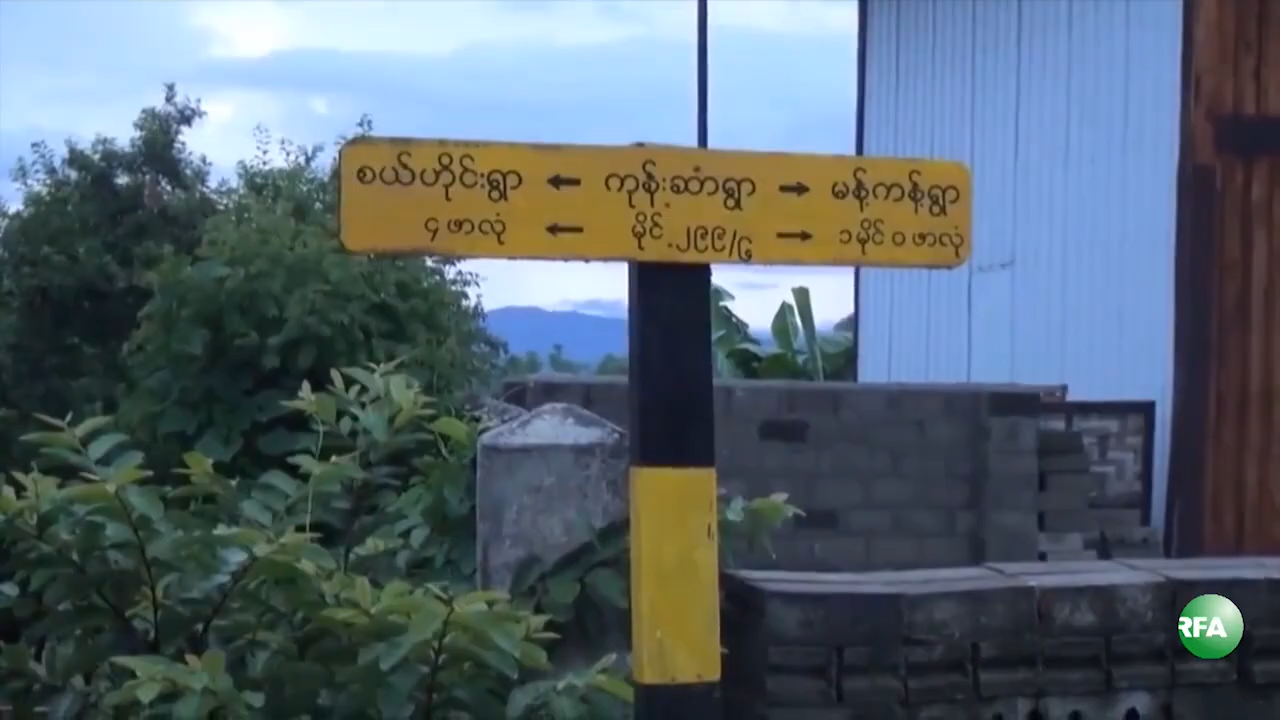 စယ်ဟိုင်းရွာ ← ကုန်းဆာံရွာ → မန့်ကန့်ရွာ
၄ ဖာလုံ ← မိုင် ၂၉၉/၉ → ၁ မိုင် ၀ ဖာလုံ
RFA